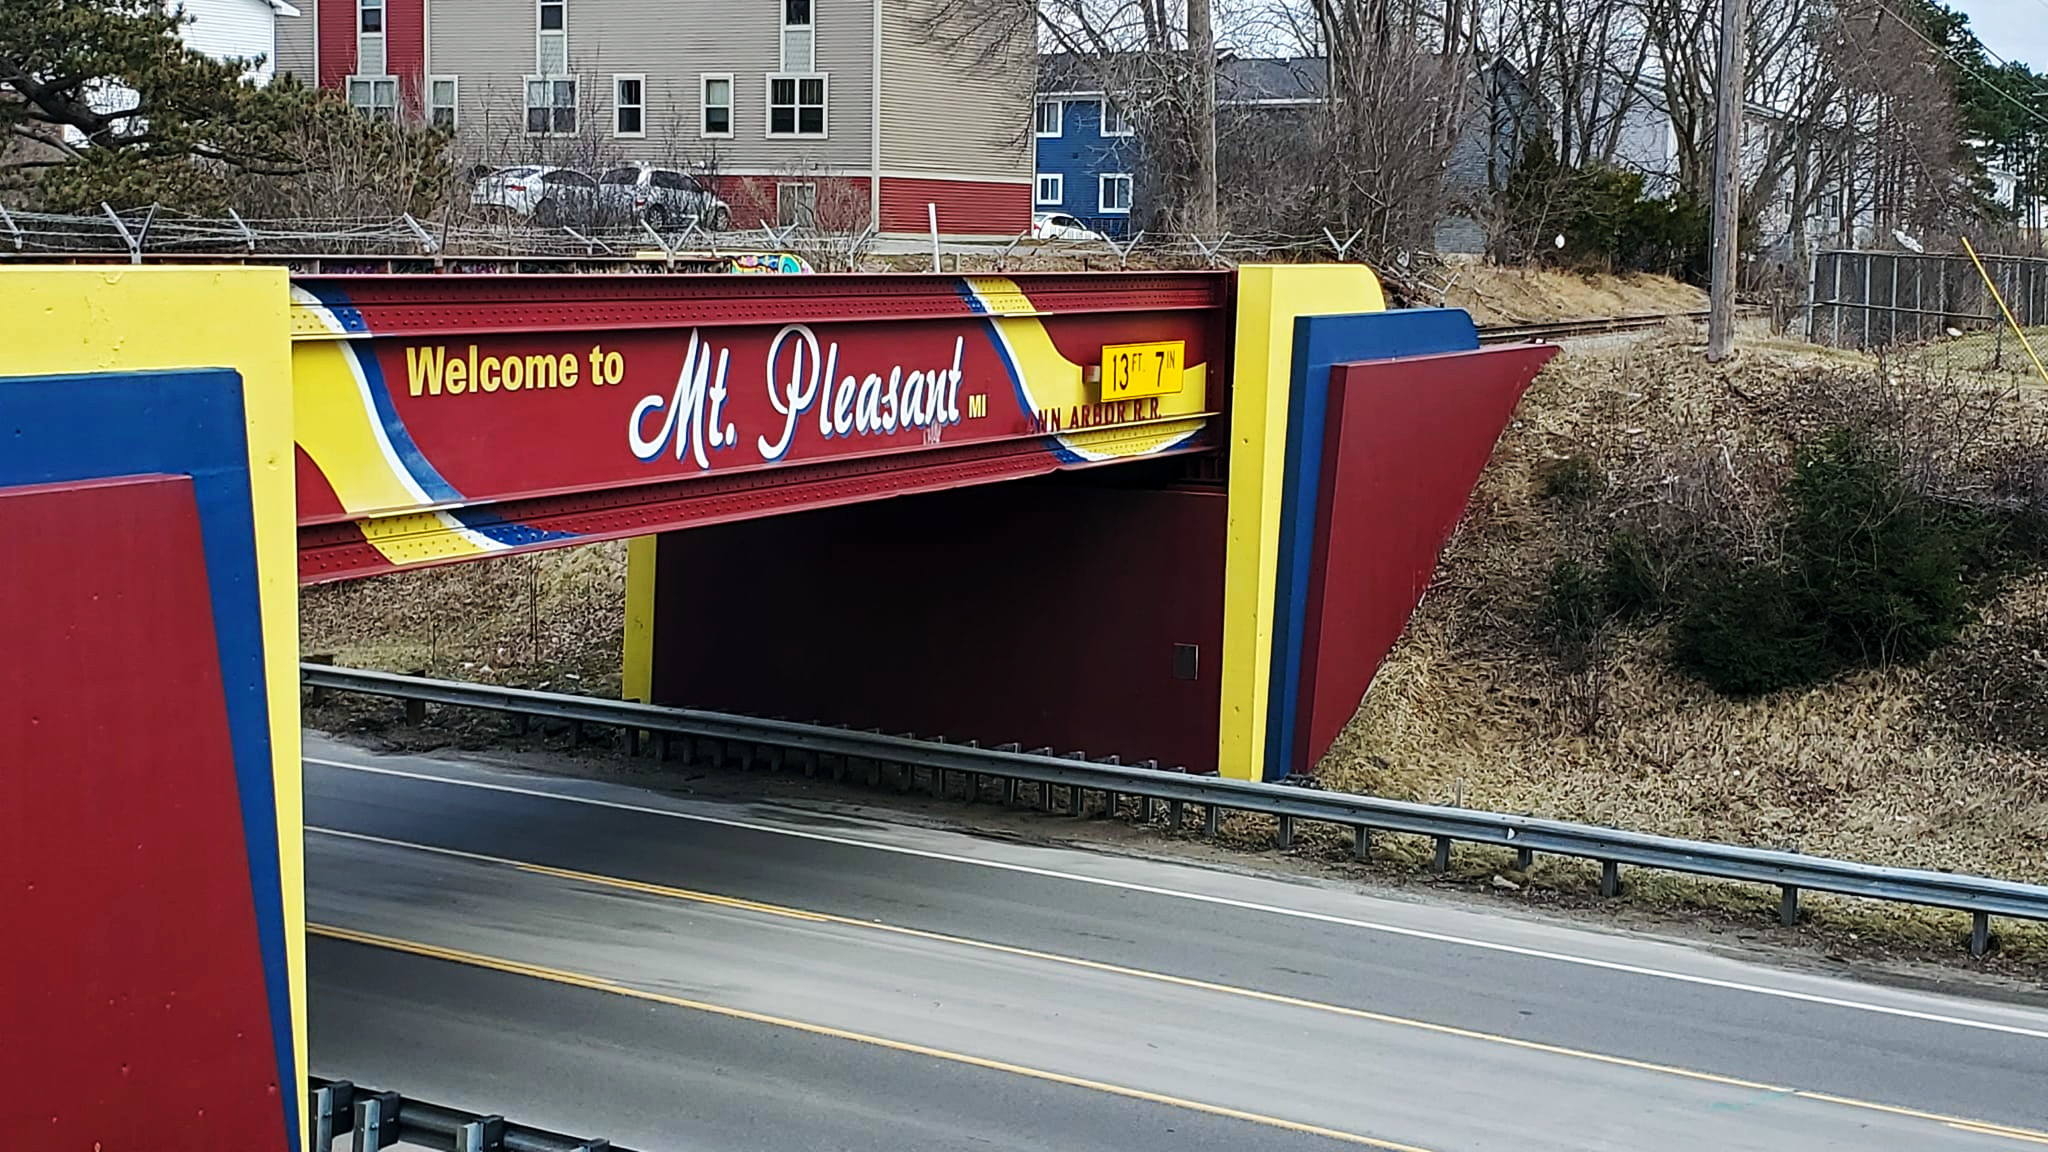 Welcome to Mt. Pleasant MI
13 FT 7 IN
ANN ARBOR R.R.